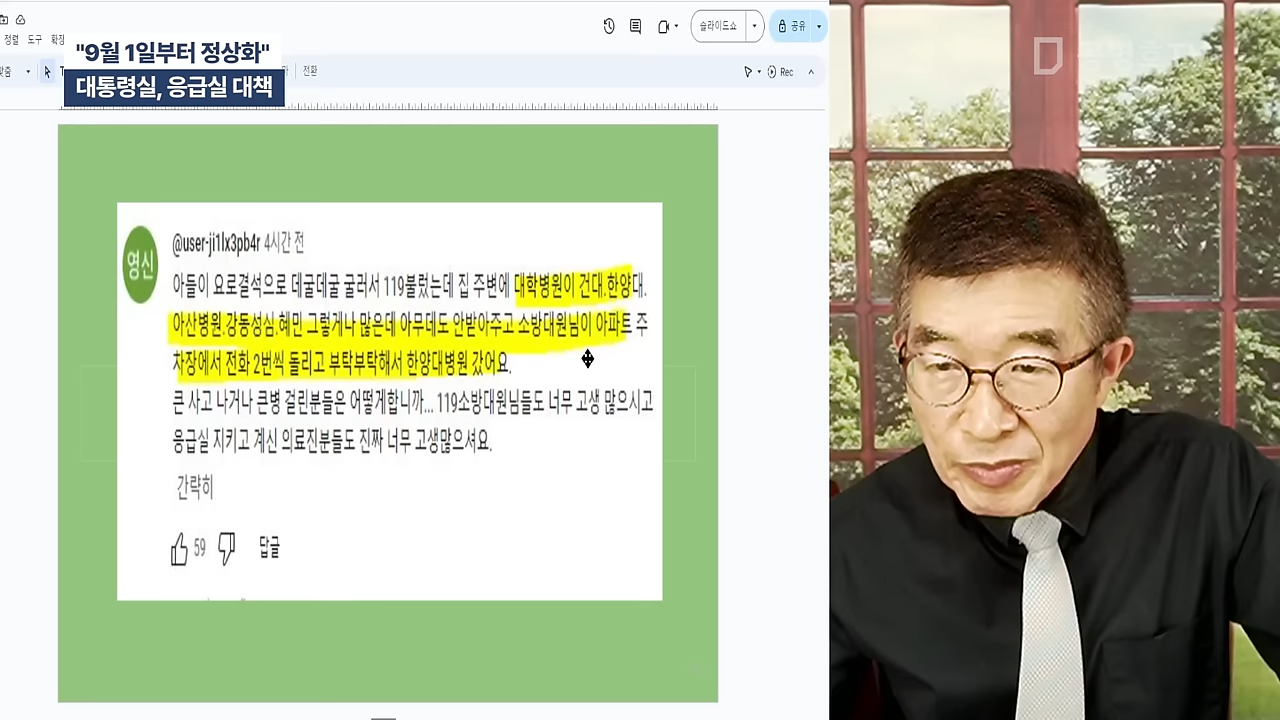 정렬 도구 확장
"9월 1일부터 정상화"
대통령실, 응급실 대책
전환
슬라이드쇼
공유
Rec
영신
@user-ji1lx3pb4r 4시간 전
아들이 요로결석으로 데굴데굴 굴러서 119불렀는데 집 주변에 대학병원이 건대.한양대.
아산병원.강동성심.혜민 그렇게나 많은데 아무데도 안받아주고 소방대원님이 아파트 주
차장에서 전화 2번씩 돌리고 부탁부탁해서 한양대병원 갔어요.
큰 사고 나거나 큰병 걸린분들은 어떻게합니까... 119소방대원님들도 너무 고생 많으시고
응급실 지키고 계신 의료진분들도 진짜 너무 고생많으셔요.
간략히
59 답글